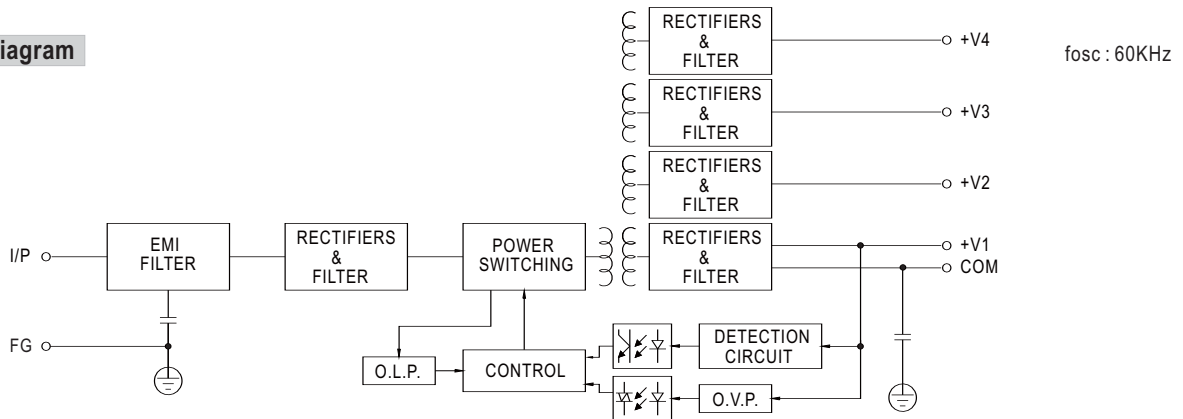 iagram
fosc : 60KHz
RECTIFIERS
&
FILTER
+V4
RECTIFIERS
&
FILTER
+V3
RECTIFIERS
&
FILTER
+V2
I/P
EMI
FILTER
RECTIFIERS
&
FILTER
POWER
SWITCHING
RECTIFIERS
&
FILTER
+V1
COM
FG
O.L.P.
CONTROL
DETECTION
CIRCUIT
O.V.P.